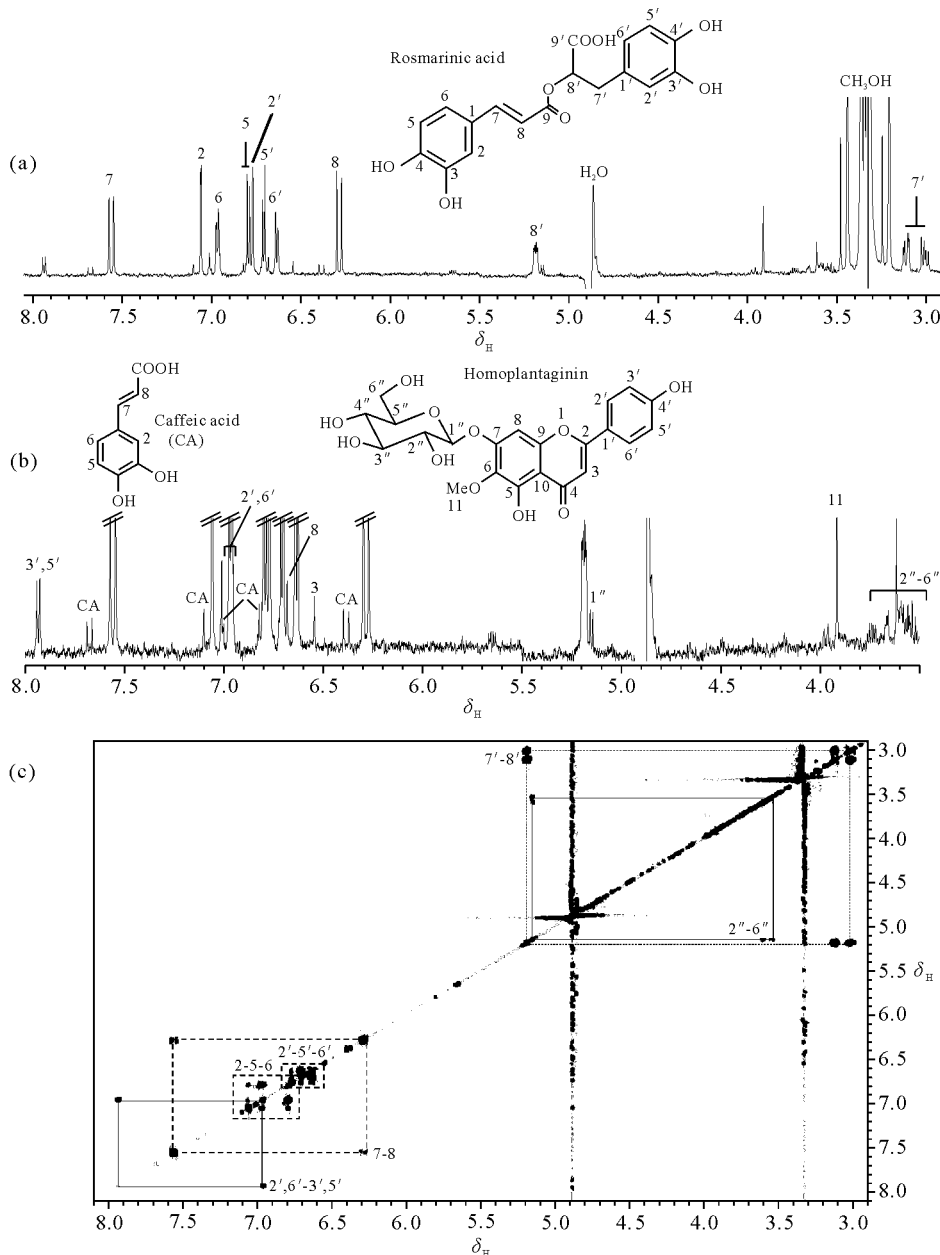 (a)
Rosmarinic acid
9′ COOH
8′
7′
1′
2′
3′
4′
5′
6′
OH
OH
O
O
9
8
7
1
2
3
4
5
6
HO
OH
7
2
6
5
2′
5′
6′
8
8′
H₂O
CH₃OH
7′
8.0 7.5 7.0 6.5 6.0 5.5 5.0 4.5 4.0 3.5 3.0
δH
(b)
COOH
8
7
6
2
5
OH
OH
Caffeic acid
(CA)
Homoplantaginin
6″ OH
4″
5″
HO
HO
3″
2″
OH
O
1″
O
7
8
9
1
O
2
3
4
10
5
6
MeO
11
OH
O
1′
2′
3′
4′
5′
6′
OH
3′,5′
CA
CA
2′,6′
CA
8
3
CA
1″
11
2″-6″
8.0 7.5 7.0 6.5 6.0 5.5 5.0 4.5 4.0
δH
(c)
7′-8′
2″-6″
2′-5′-6′
2-5-6
7-8
2′,6′-3′,5′
3.0
3.5
4.0
4.5
5.0
5.5
6.0
6.5
7.0
7.5
8.0
δH
8.0 7.5 7.0 6.5 6.0 5.5 5.0 4.5 4.0 3.5 3.0
δH